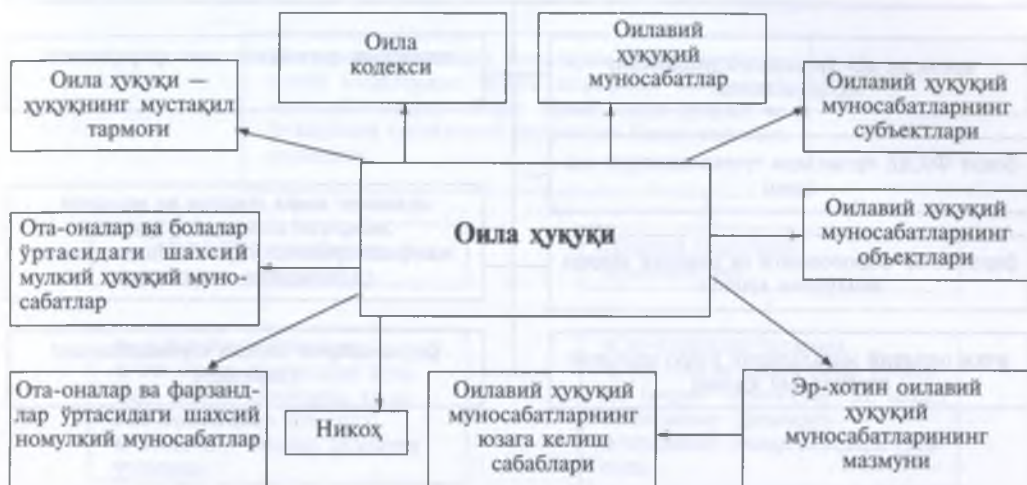 Оила
кодекси
Оилавий
ҳуқуқий
муносабатлар
Оила ҳуқуқи —
ҳуқуқнинг мустақил
тармоғи
Оилавий ҳуқуқий
муносабатларнинг
субъектлари
Ота-оналар ва болалар
ўртасидаги шахсий
мулкий ҳуқуқий муно-
сабатлар
Оила ҳуқуқи
Оилавий ҳуқуқий
муносабатларнинг
объектлари
Ота-оналар ва фарзанд-
лар ўртасидаги шахсий
номулкий муносабатлар
Никоҳ
Оилавий ҳуқуқий
муносабатларнинг
юзага келиш
сабаблари
Эр-хотин оилавий
ҳуқуқий
муносабатларининг
мазмуни